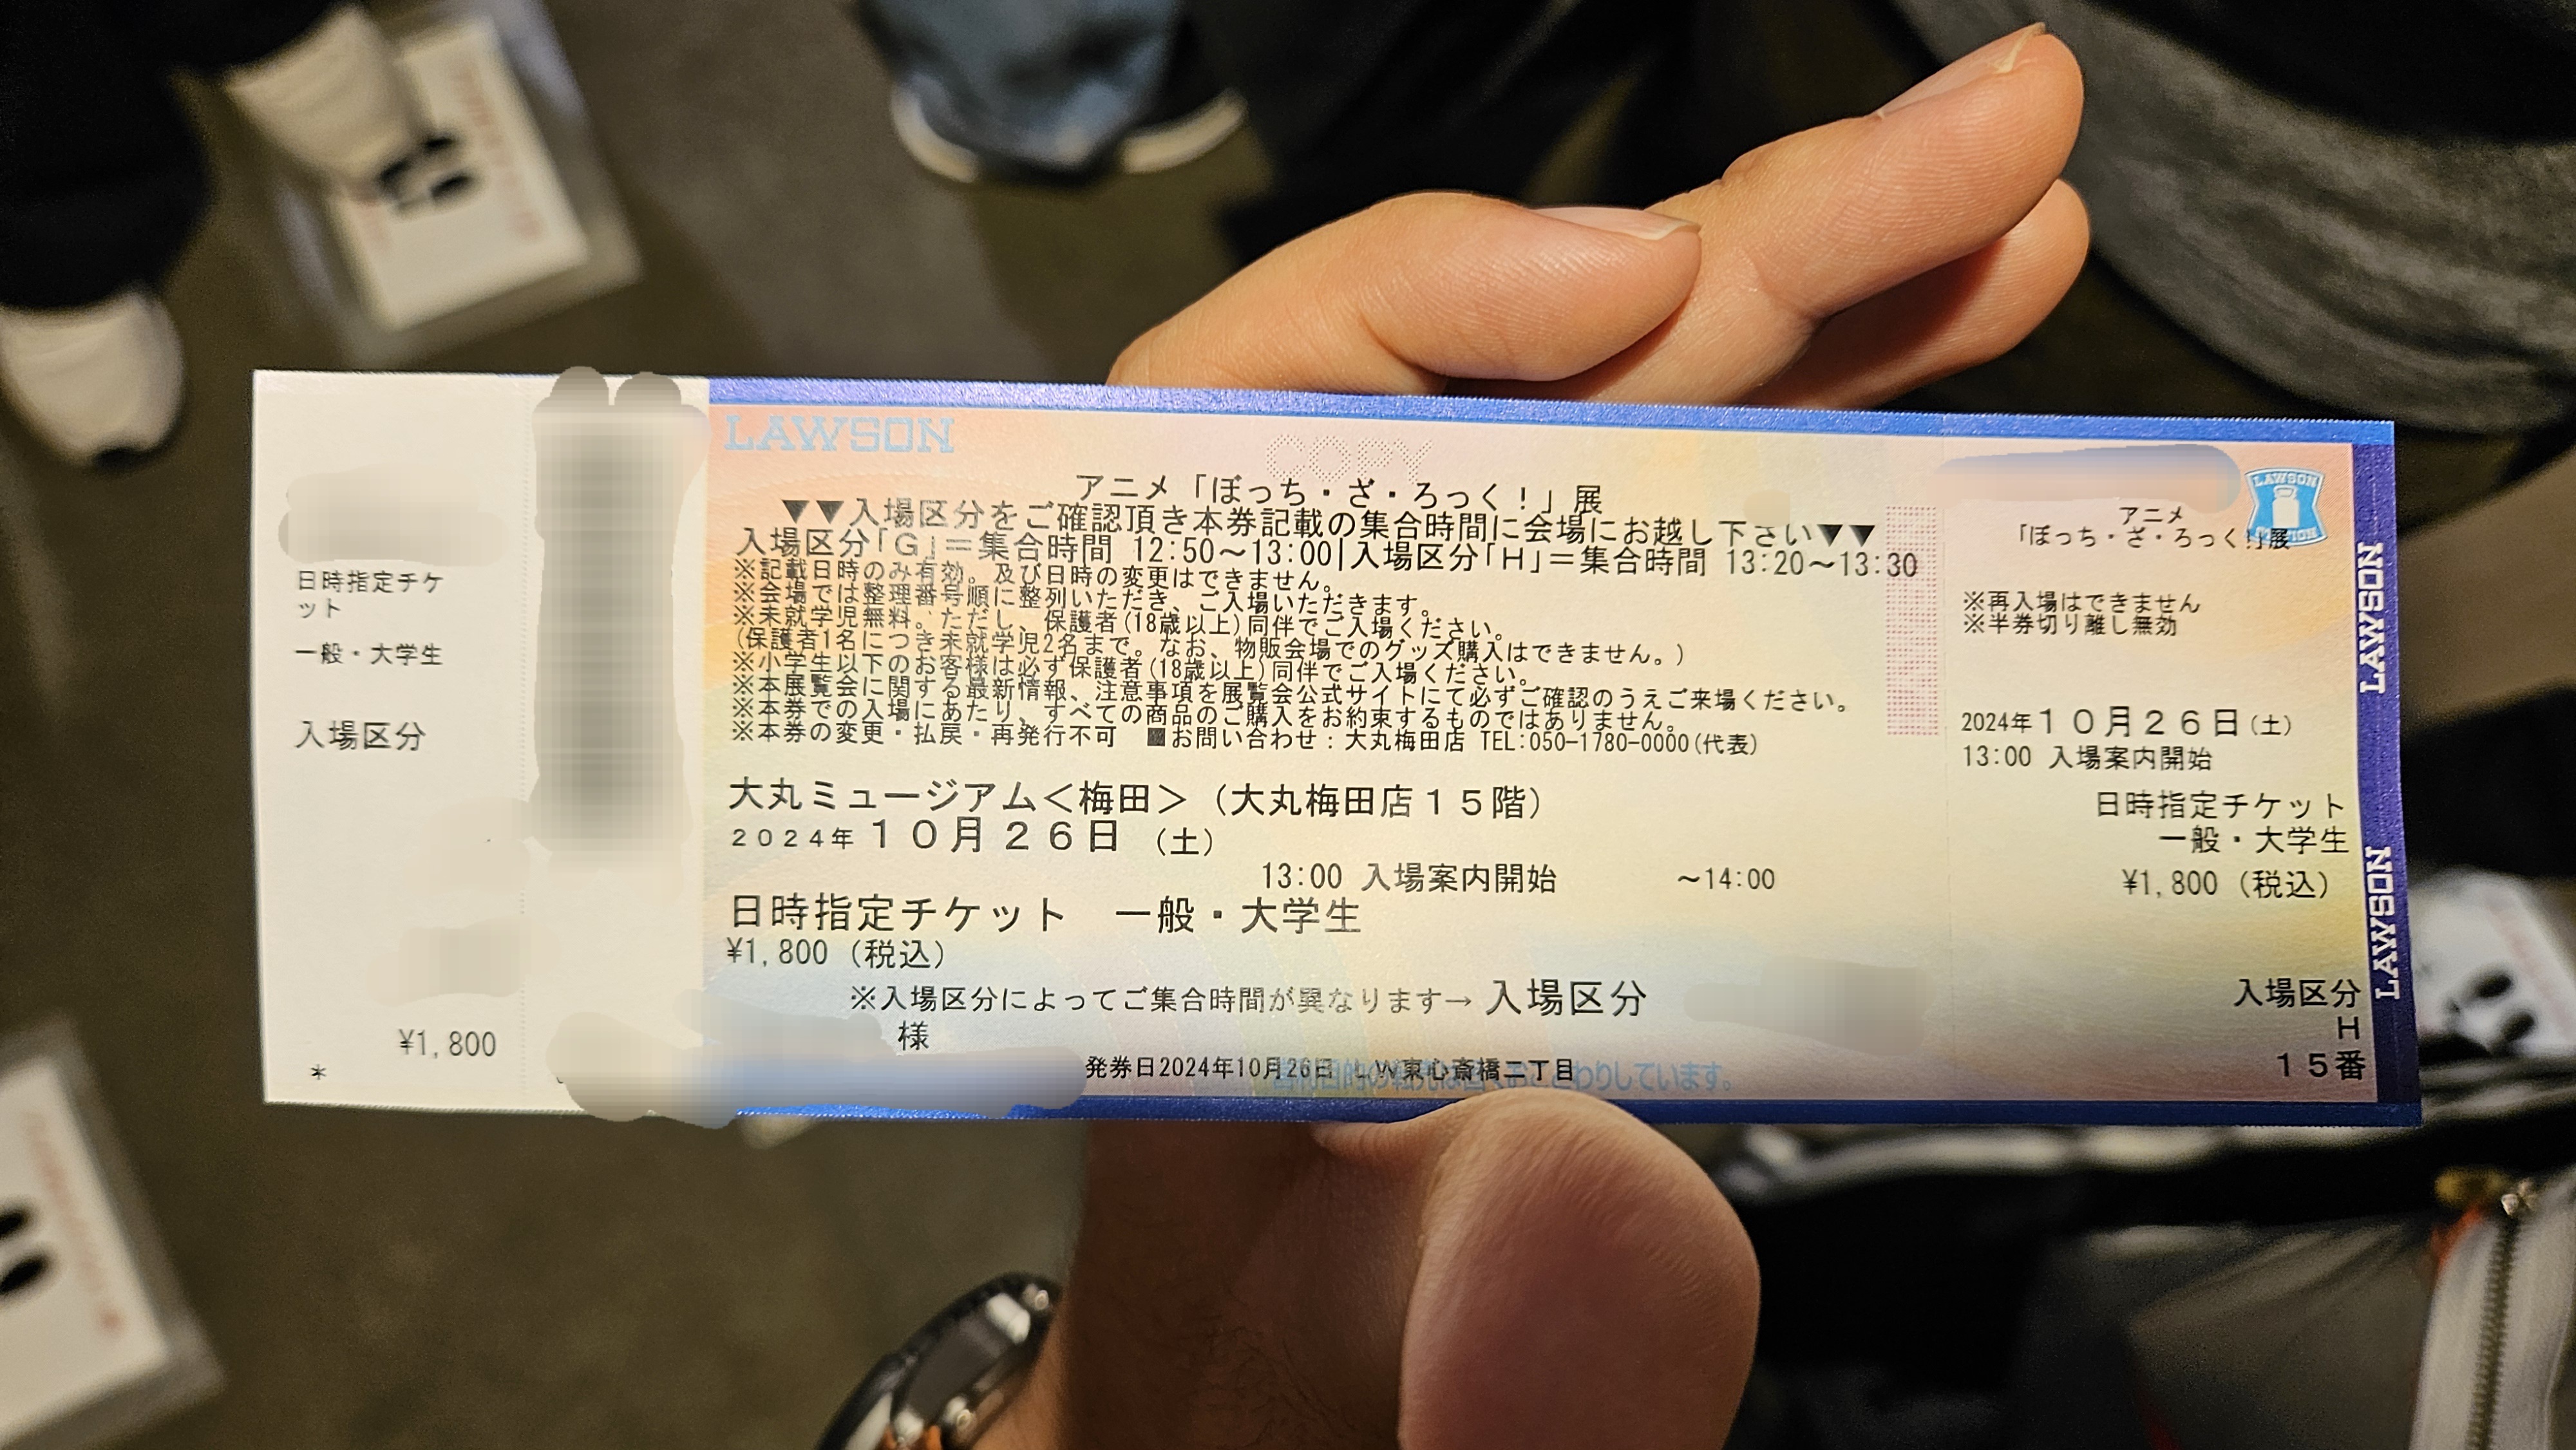 日時指定チケ
ット
一般・大学生
入場区分
¥1,800
*
LAWSON
COPY
アニメ「ぼっち・ざ・ろっく！」展
▼▼入場区分をご確認頂き本券記載の集合時間に会場にお越し下さい▼▼
入場区分「G」＝集合時間 12:50～13:00|入場区分「H」＝集合時間 13:20～13:30
※記載日時のみ有効。及び日時の変更はできません。
※会場では整理番号順に整列いただき、ご入場いただきます。
※未就学児無料。ただし、保護者(18歳以上)同伴でご入場ください。
(保護者1名につき未就学児2名まで。なお、物販会場でのグッズ購入はできません。)
※小学生以下のお客様は必ず保護者(18歳以上)同伴でご入場ください。
※本展覧会に関する最新情報、注意事項を展覧会公式サイトにて必ずご確認のうえご来場ください。
※本券での入場にあたり、すべての商品のご購入をお約束するものではありません。
※本券の変更・払戻・再発行不可 ■お問い合わせ：大丸梅田店 TEL:050-1780-0000(代表)
大丸ミュージアム＜梅田＞（大丸梅田店１５階）
２０２４年１０月２６日（土）
13:00 入場案内開始 ～14:00
日時指定チケット 一般・大学生
¥1,800（税込）
※入場区分によってご集合時間が異なります→ 入場区分
様
発券日2024年10月26日 LW東心斎橋二丁目
わりしています。
LAWSON
アニメ
「ぼっち・ざ・ろっく！」展
※再入場はできません
※半券切り離し無効
2024年１０月２６日（土）
13:00 入場案内開始
日時指定チケット
一般・大学生
¥1,800（税込）
入場区分
H
１５番
LAWSON
LAWSON